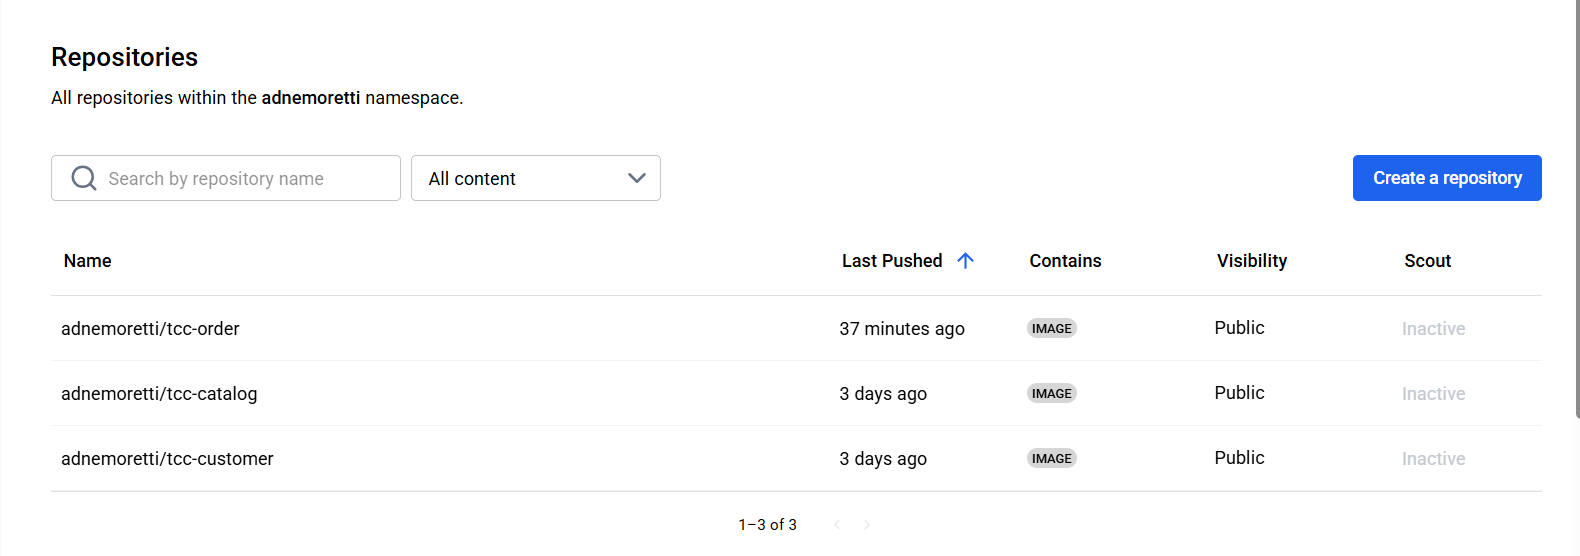 Repositories
All repositories within the adnemoretti namespace.
Search by repository name
All content
Create a repository
Name Last Pushed Contains Visibility Scout
adnemoretti/tcc-order 37 minutes ago IMAGE Public Inactive
adnemoretti/tcc-catalog 3 days ago IMAGE Public Inactive
adnemoretti/tcc-customer 3 days ago IMAGE Public Inactive
1–3 of 3